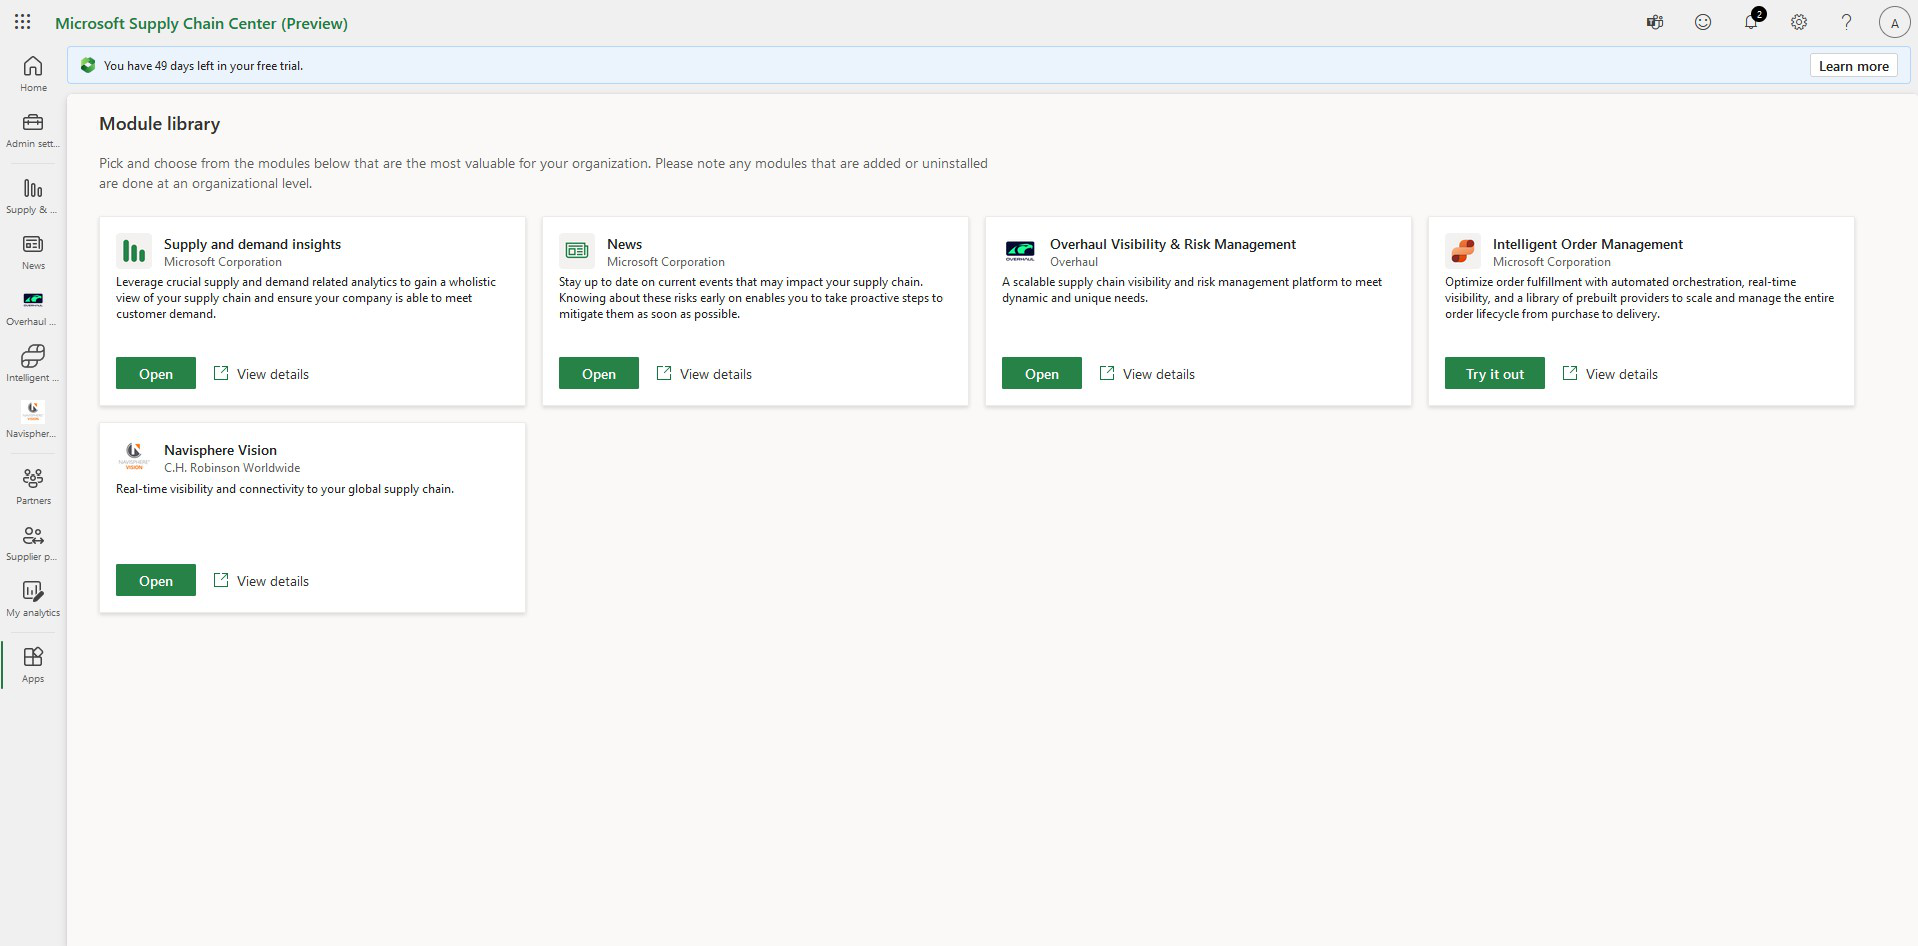 Microsoft Supply Chain Center (Preview)
2
A
You have 49 days left in your free trial.
Learn more
Home
Admin sett...
Supply & ...
News
Overhaul ...
Intelligent ...
Navispher...
Partners
Supplier p...
My analytics
Apps
Module library
Pick and choose from the modules below that are the most valuable for your organization. Please note any modules that are added or uninstalled
are done at an organizational level.
Supply and demand insights
Microsoft Corporation
Leverage crucial supply and demand related analytics to gain a wholistic
view of your supply chain and ensure your company is able to meet
customer demand.
Open
View details
News
Microsoft Corporation
Stay up to date on current events that may impact your supply chain.
Knowing about these risks early on enables you to take proactive steps to
mitigate them as soon as possible.
Open
View details
OVERHAUL
Overhaul Visibility & Risk Management
Overhaul
A scalable supply chain visibility and risk management platform to meet
dynamic and unique needs.
Open
View details
Intelligent Order Management
Microsoft Corporation
Optimize order fulfillment with automated orchestration, real-time
visibility, and a library of prebuilt providers to scale and manage the entire
order lifecycle from purchase to delivery.
Try it out
View details
NAVISPHERE
VISION
Navisphere Vision
C.H. Robinson Worldwide
Real-time visibility and connectivity to your global supply chain.
Open
View details